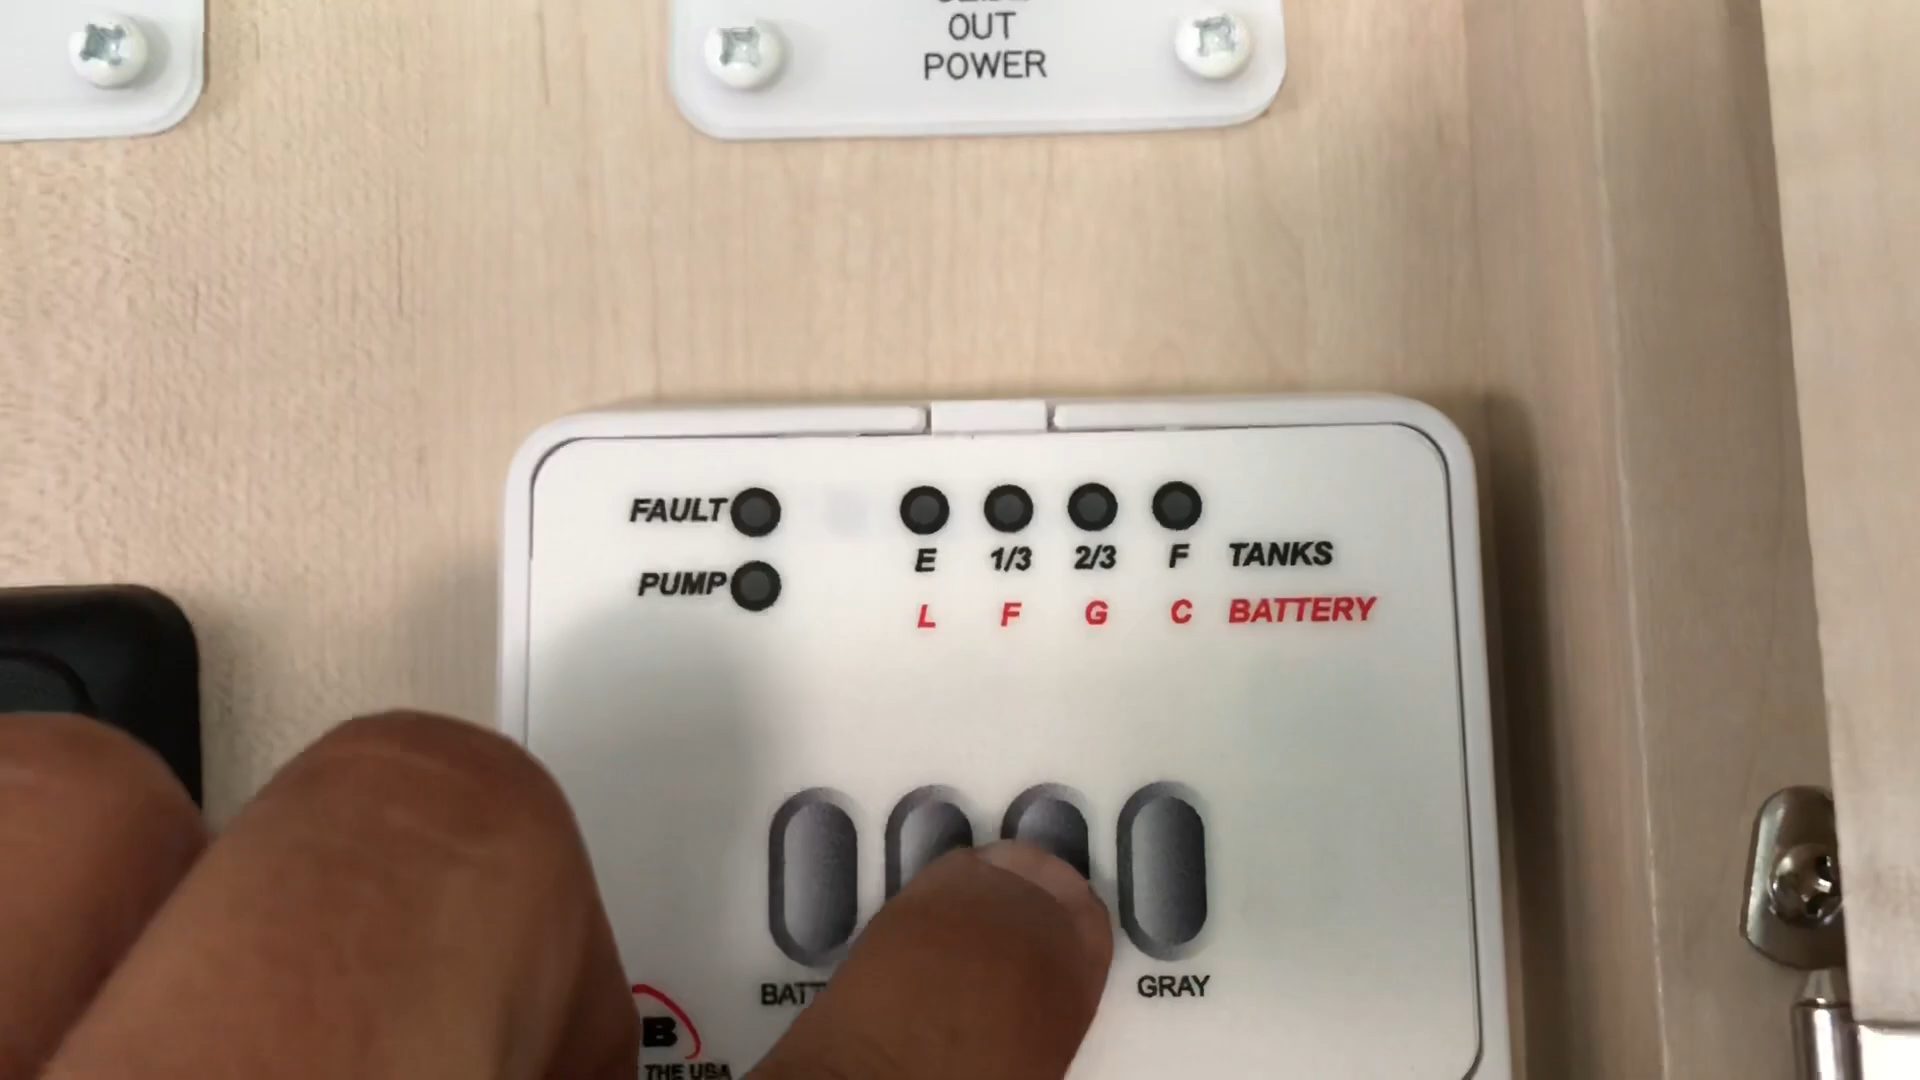 OUT
POWER
FAULT
PUMP
E 1/3 2/3 F TANKS
L F G C BATTERY
GRAY
B
THE USA